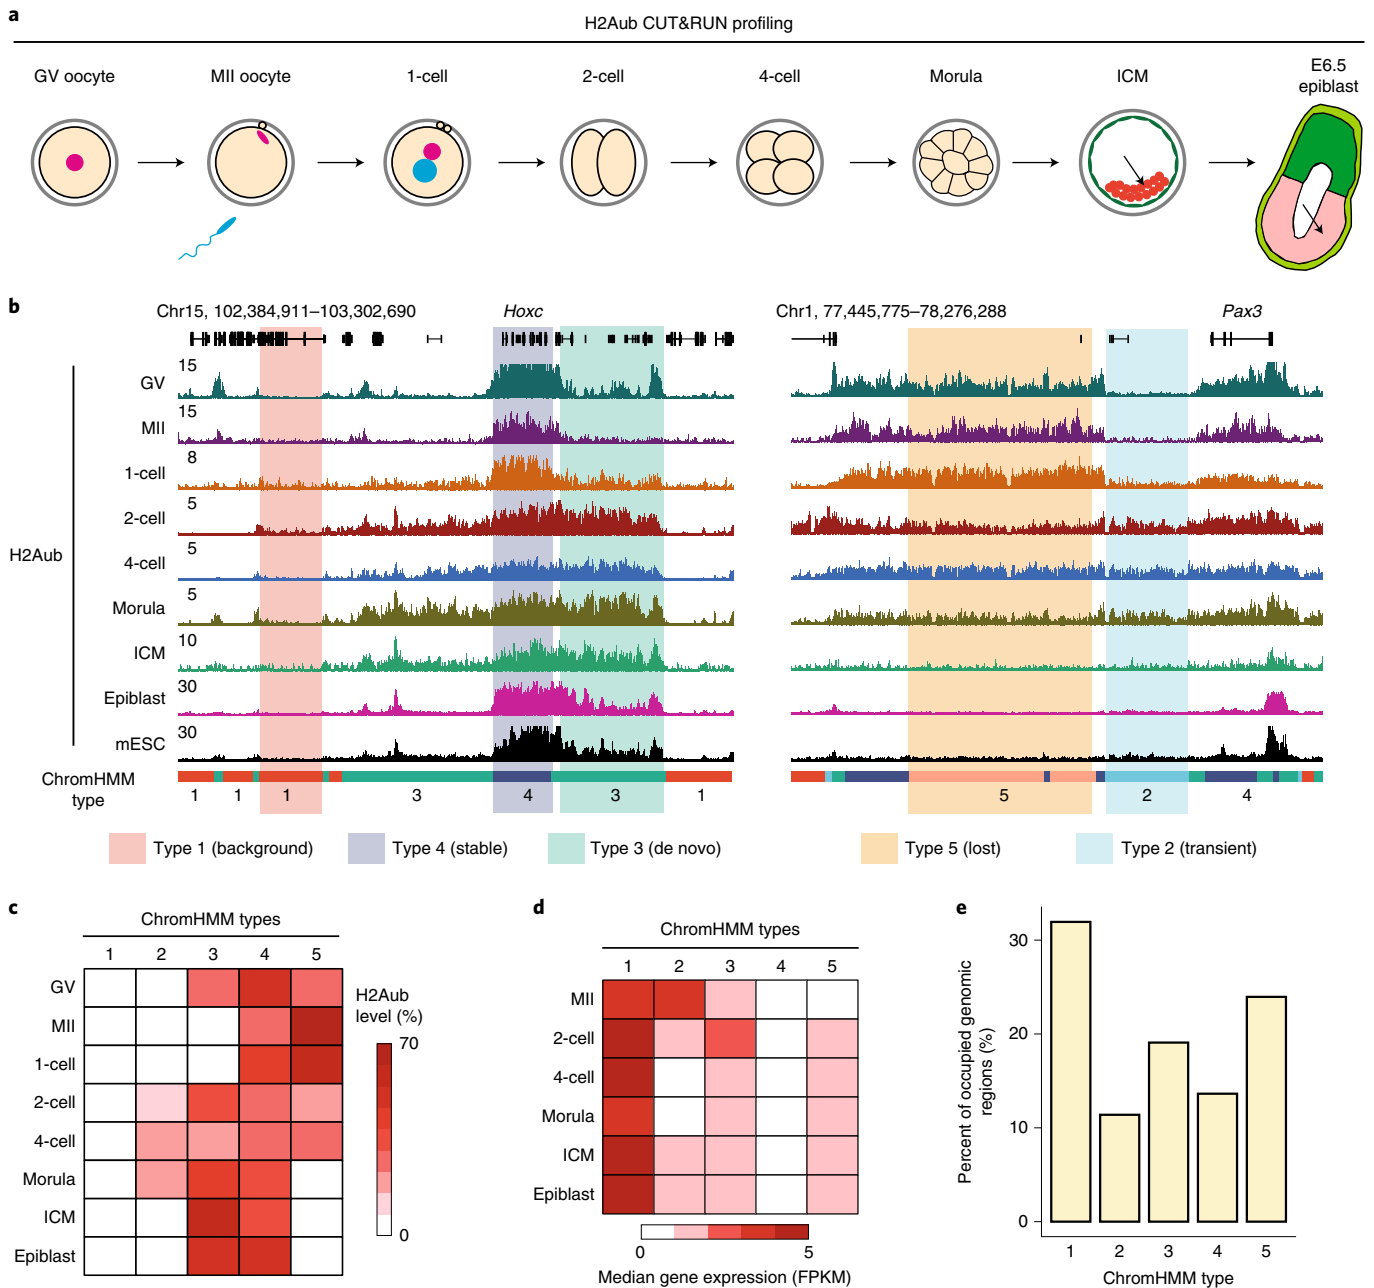 a
H2Aub CUT&RUN profiling
GV oocyte
MII oocyte
1-cell
2-cell
4-cell
Morula
ICM
E6.5
epiblast
b
Chr15, 102,384,911–103,302,690
Hoxc
Chr1, 77,445,775–78,276,288
Pax3
H2Aub
GV
15
MII
15
1-cell
8
2-cell
5
4-cell
5
Morula
5
ICM
10
Epiblast
30
mESC
30
ChromHMM
type
1 1 1 3 4 3 1
5 2 4
Type 1 (background)
Type 4 (stable)
Type 3 (de novo)
Type 5 (lost)
Type 2 (transient)
c
ChromHMM types
1 2 3 4 5
GV
MII
1-cell
2-cell
4-cell
Morula
ICM
Epiblast
H2Aub
level (%)
70
0
d
ChromHMM types
1 2 3 4 5
MII
2-cell
4-cell
Morula
ICM
Epiblast
0 5
Median gene expression (FPKM)
e
Percent of occupied genomic
regions (%)
30
20
10
0
1 2 3 4 5
ChromHMM type